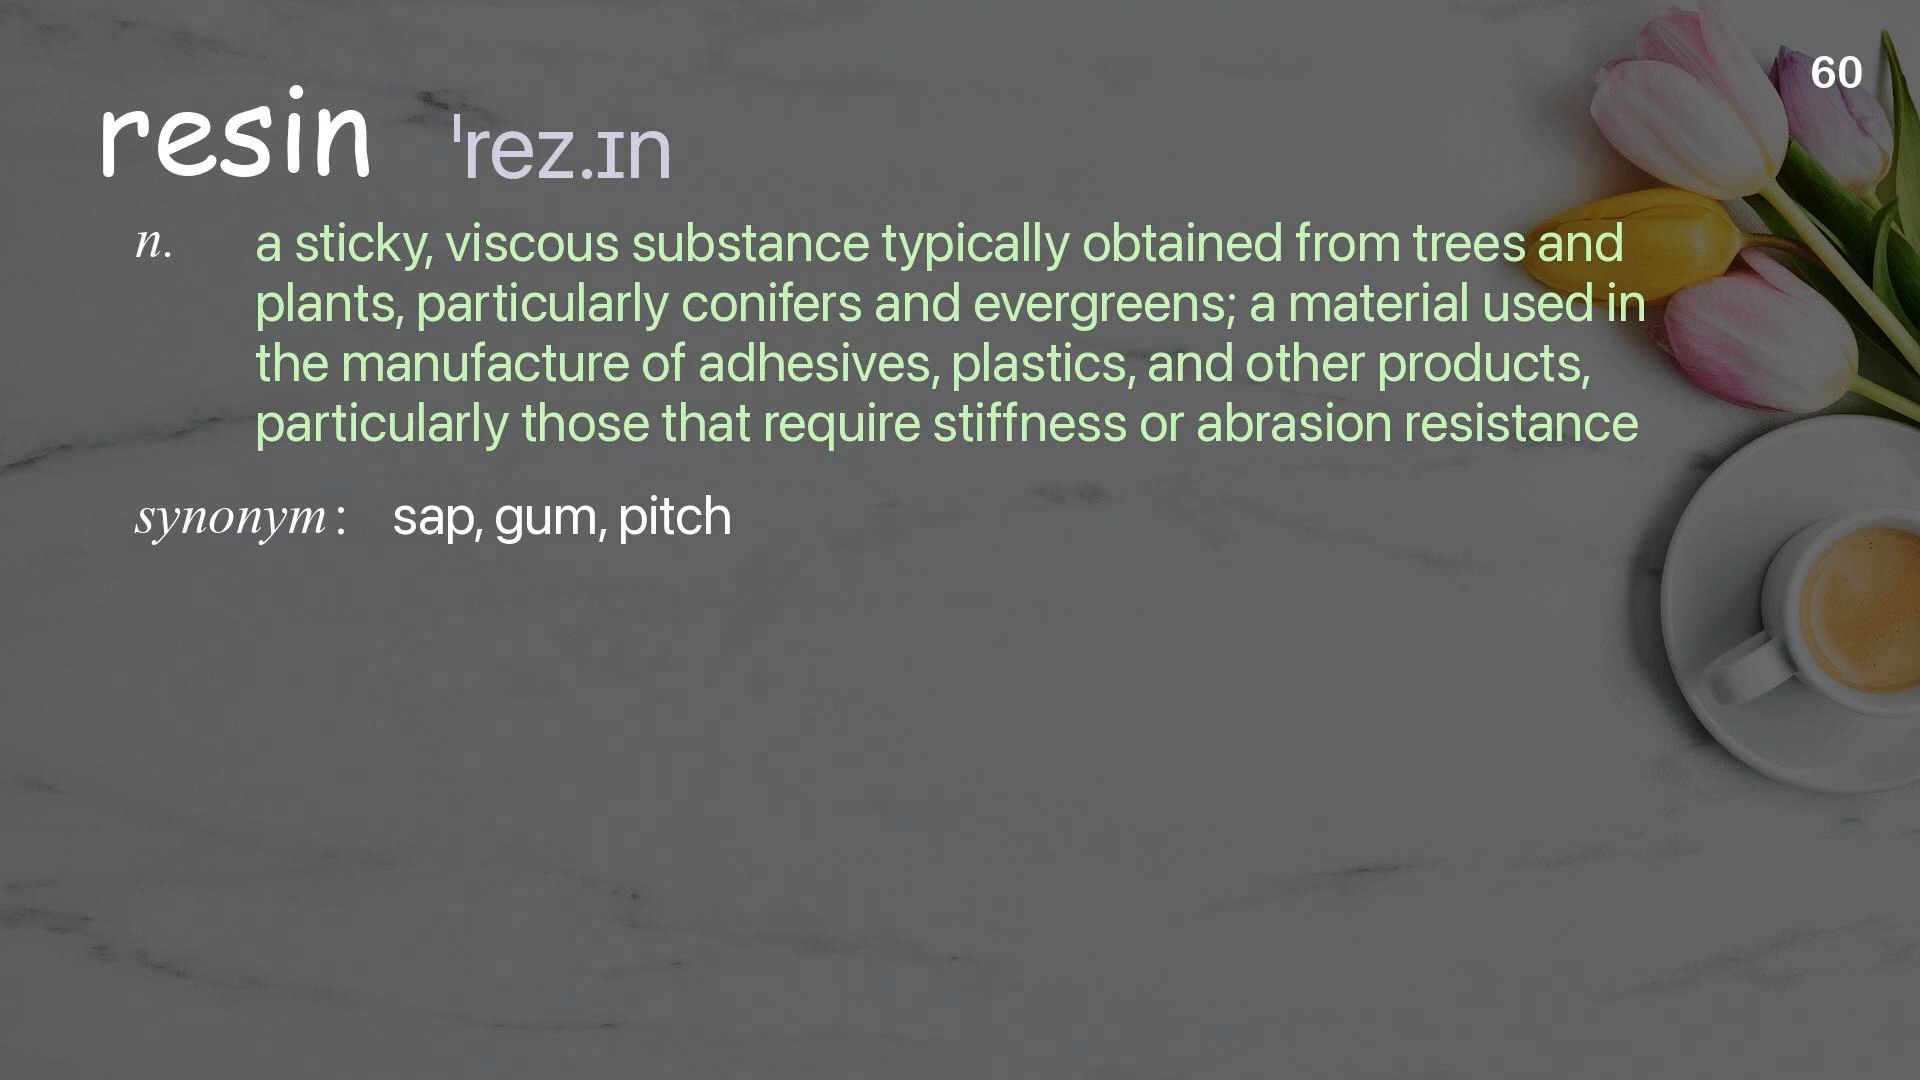 60
resin ˈrez.ɪn
n. a sticky, viscous substance typically obtained from trees and
plants, particularly conifers and evergreens; a material used in
the manufacture of adhesives, plastics, and other products,
particularly those that require stiffness or abrasion resistance
synonym: sap, gum, pitch